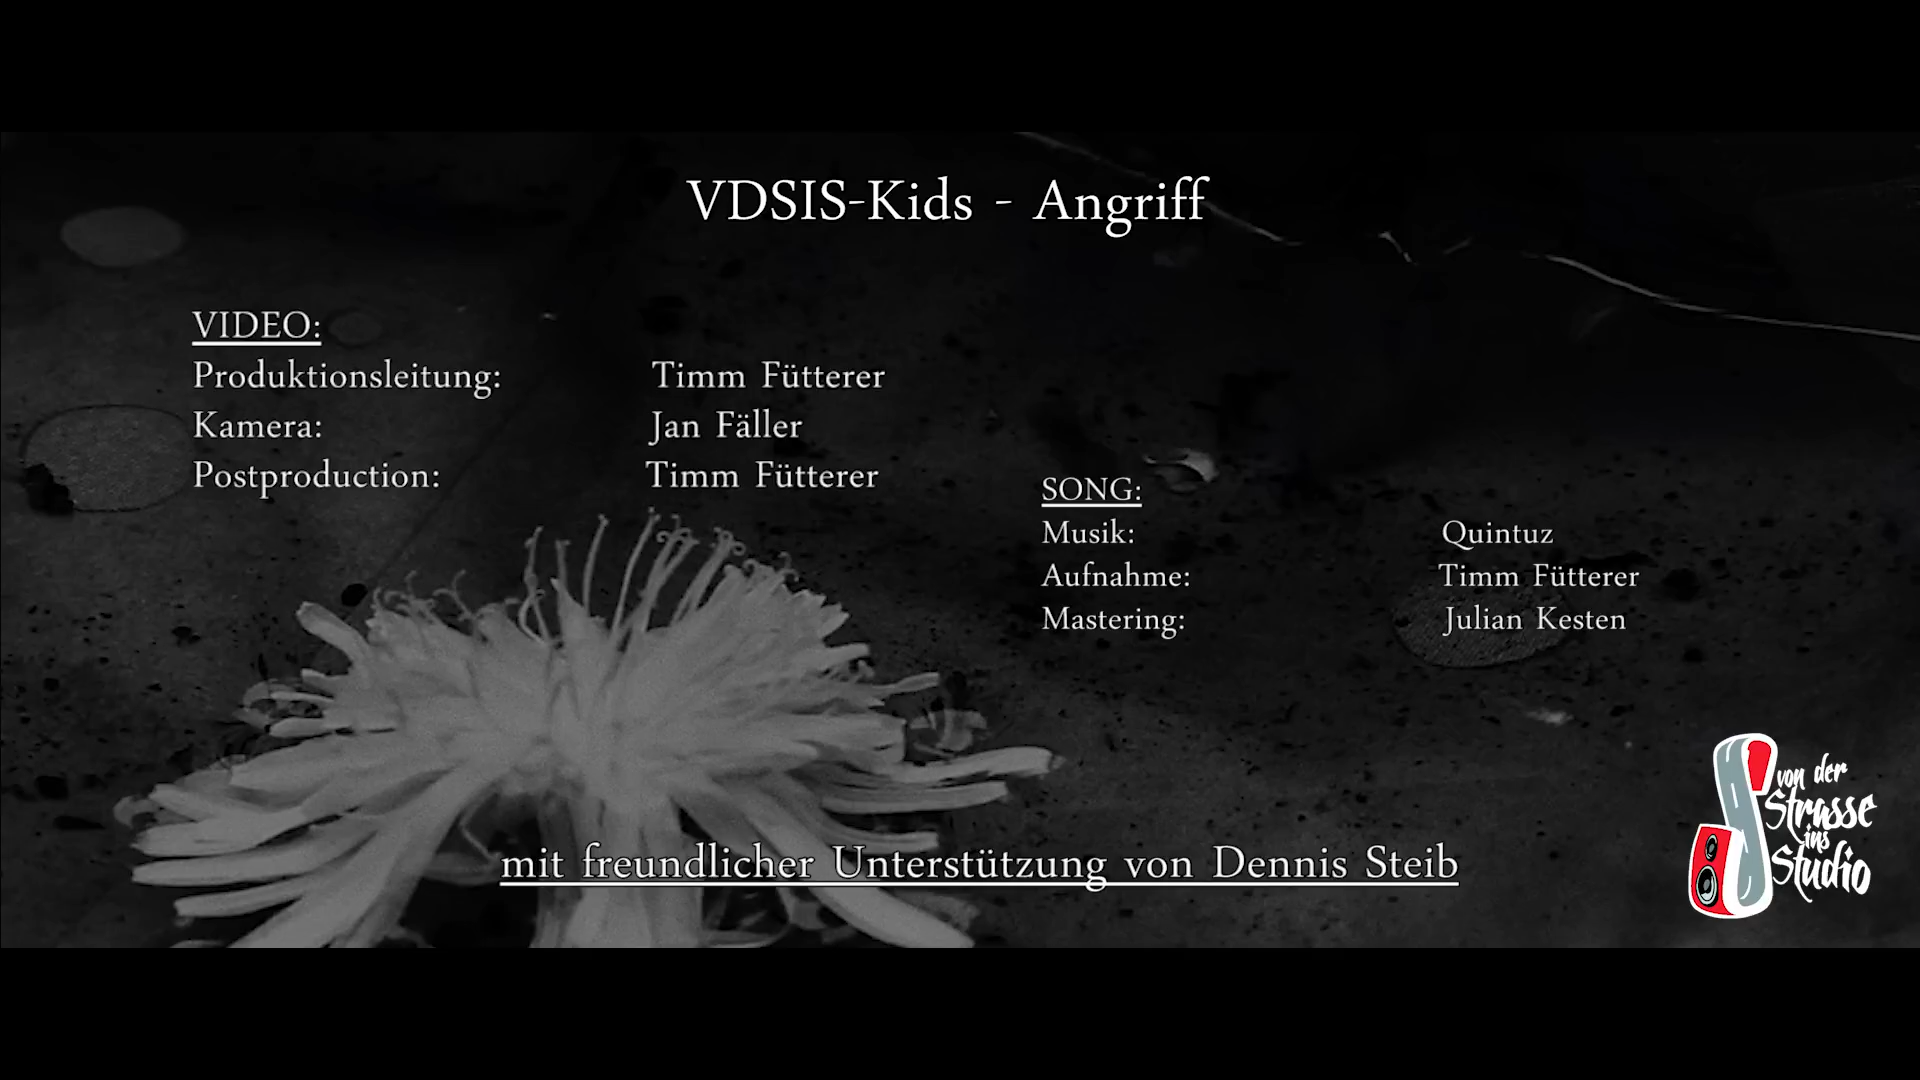 VDSIS-Kids - Angriff
VIDEO:
Produktionsleitung: Timm Fütterer
Kamera: Jan Fäller
Postproduction: Timm Fütterer
SONG:
Musik: Quintuz
Aufnahme: Timm Fütterer
Mastering: Julian Kesten
mit freundlicher Unterstützung von Dennis Steib
von der
Strasse
ins
Studio